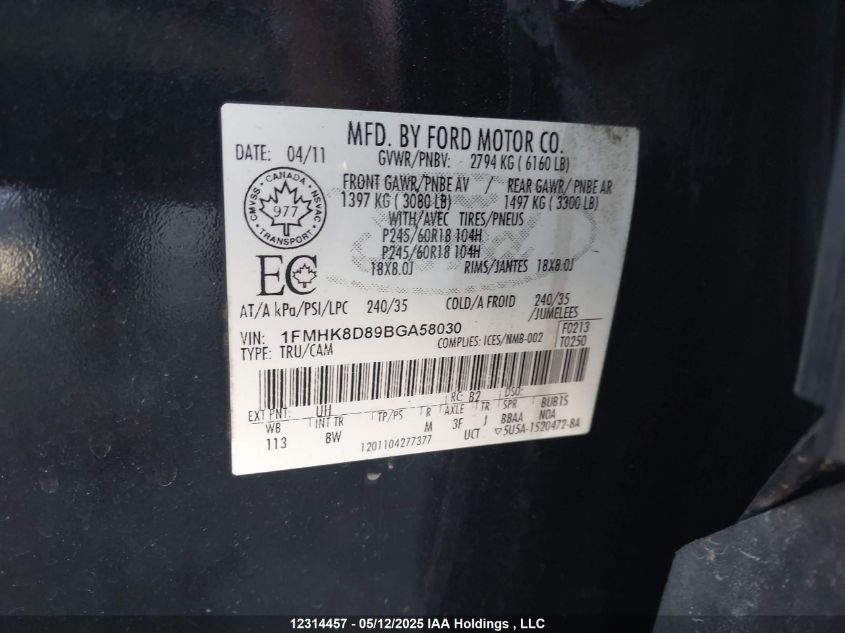 MFD. BY FORD MOTOR CO.
DATE: 04/11
GVWR/PNBV: 2794 KG ( 6160 LB)
FRONT GAWR/PNBE AV / REAR GAWR/ PNBE AR
1397 KG ( 3080 LB) 1497 KG ( 3300 LB)
WITH/AVEC TIRES/PNEUS
P245/60R18 104H
P245/60R18 104H
18X8.0J RIMS/JANTES 18X8.0J
CANADA
CMVSS NSVAC
977
TRANSPORT
EC
AT/A kPa/PSI/LPC 240/35 COLD/A FROID 240/35
/JUMELEES
VIN: 1FMHK8D89BGA58030
F0213
TYPE: TRU/CAM COMPLIES: ICES/NMB-002 T0250
EXT PNT: UH RC: B2 DSO:
WB INT TR TP/PS R AXLE TR SPR BUBTS
113 8W M 3F J BBAA NOA
1201104277377 UCT ▽5U5A-1520472-BA
12314457 - 05/12/2025 IAA Holdings , LLC